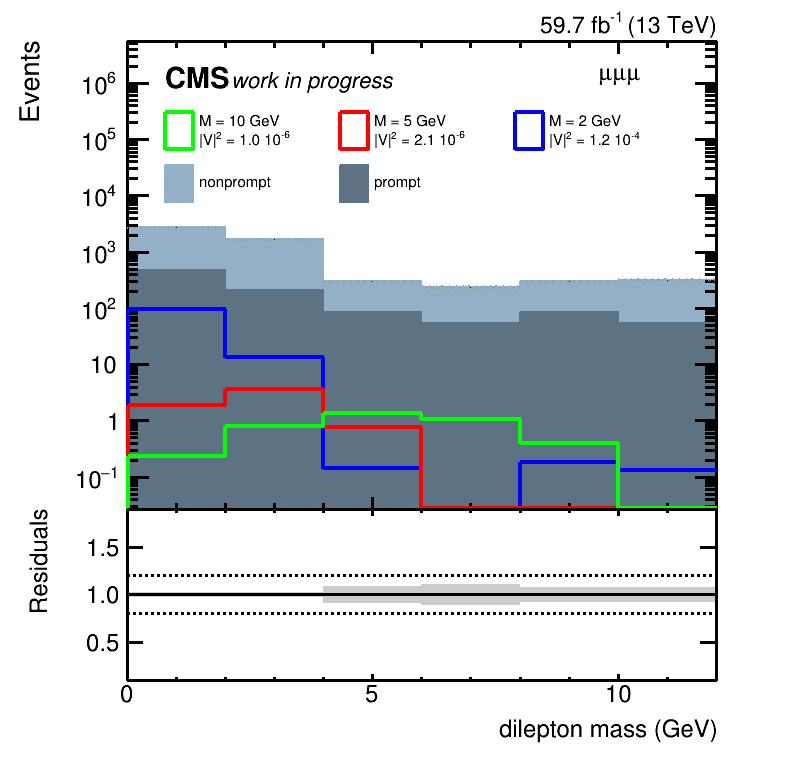 59.7 fb⁻¹ (13 TeV)
Events
CMS work in progress
μμμ
M = 10 GeV
|V|² = 1.0 10⁻⁶
M = 5 GeV
|V|² = 2.1 10⁻⁶
M = 2 GeV
|V|² = 1.2 10⁻⁴
nonprompt
prompt
10⁶
10⁵
10⁴
10³
10²
10
1
10⁻¹
Residuals
1.5
1.0
0.5
0 5 10
dilepton mass (GeV)